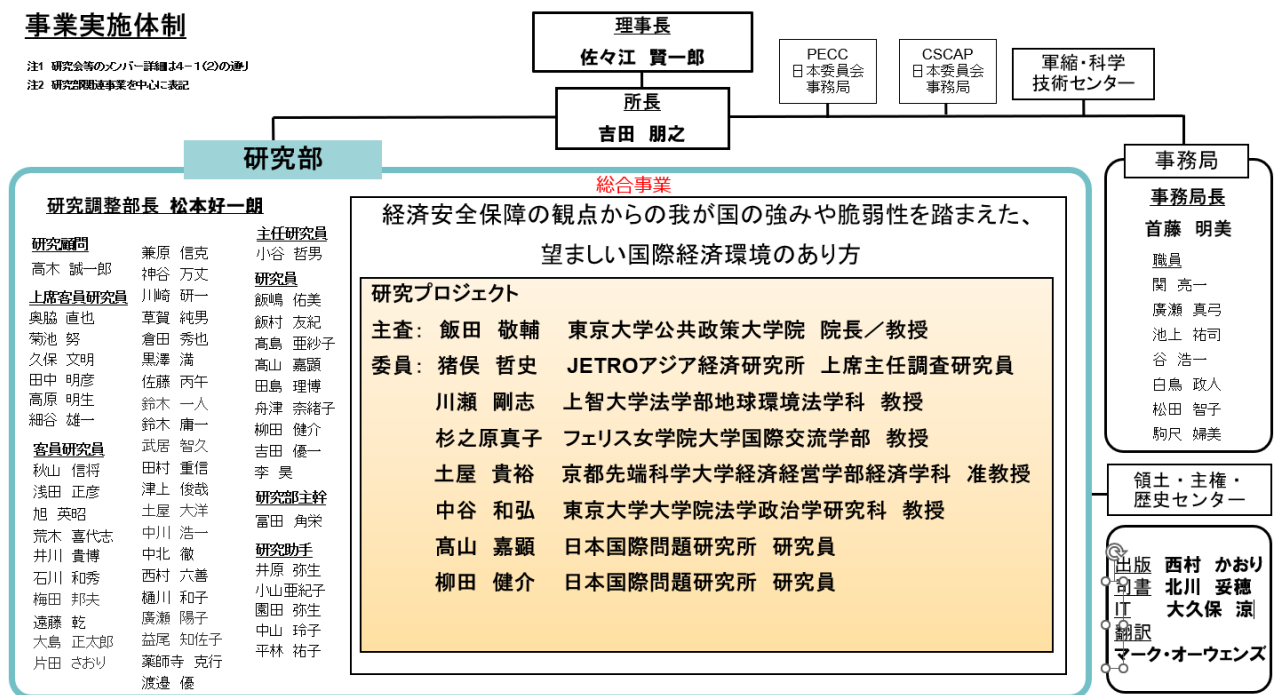 事業実施体制
注1 研究会等のメンバー詳細は4－1(2)の通り
注2 研究部関連事業を中心に表記
理事長
佐々江 賢一郎
所長
吉田 朋之
PECC
日本委員会
事務局
CSCAP
日本委員会
事務局
軍縮・科学
技術センター
研究部
研究調整部長 松本好一朗
研究顧問
高木 誠一郎
上席客員研究員
奥脇 直也
菊池 努
久保 文明
田中 明彦
高原 明生
細谷 雄一
客員研究員
秋山 信将
浅田 正彦
旭 英昭
荒木 喜代志
井川 貴博
石川 和秀
梅田 邦夫
遠藤 乾
大島 正太郎
片田 さおり
兼原 信克
神谷 万丈
川崎 研一
草賀 純男
倉田 秀也
黒澤 満
佐藤 丙午
鈴木 一人
鈴木 庸一
武居 智久
田村 重信
津上 俊哉
土屋 大洋
中川 浩一
中北 徹
西村 六善
樋川 和子
廣瀬 陽子
益尾 知佐子
薬師寺 克行
渡邉 優
主任研究員
小谷 哲男
研究員
飯嶋 佑美
飯村 友紀
髙島 亜紗子
髙山 嘉顕
田島 理博
舟津 奈緒子
柳田 健介
吉田 優一
李 昊
研究部主幹
冨田 角栄
研究助手
井原 弥生
小山亜紀子
園田 弥生
中山 玲子
平林 祐子
総合事業
経済安全保障の観点からの我が国の強みや脆弱性を踏まえた、
望ましい国際経済環境のあり方
研究プロジェクト
主査： 飯田 敬輔 東京大学公共政策大学院 院長／教授
委員： 猪俣 哲史 JETROアジア経済研究所 上席主任調査研究員
川瀬 剛志 上智大学法学部地球環境法学科 教授
杉之原真子 フェリス女学院大学国際交流学部 教授
土屋 貴裕 京都先端科学大学経済経営学部経済学科 准教授
中谷 和弘 東京大学大学院法学政治学研究科 教授
髙山 嘉顕 日本国際問題研究所 研究員
柳田 健介 日本国際問題研究所 研究員
事務局
事務局長
首藤 明美
職員
関 亮一
廣瀬 真弓
池上 祐司
谷 浩一
白鳥 政人
松田 智子
駒尺 婦美
領土・主権・
歴史センター
出版 西村 かおり
司書 北川 妥穂
IT 大久保 涼
翻訳
マーク・オーウェンズ